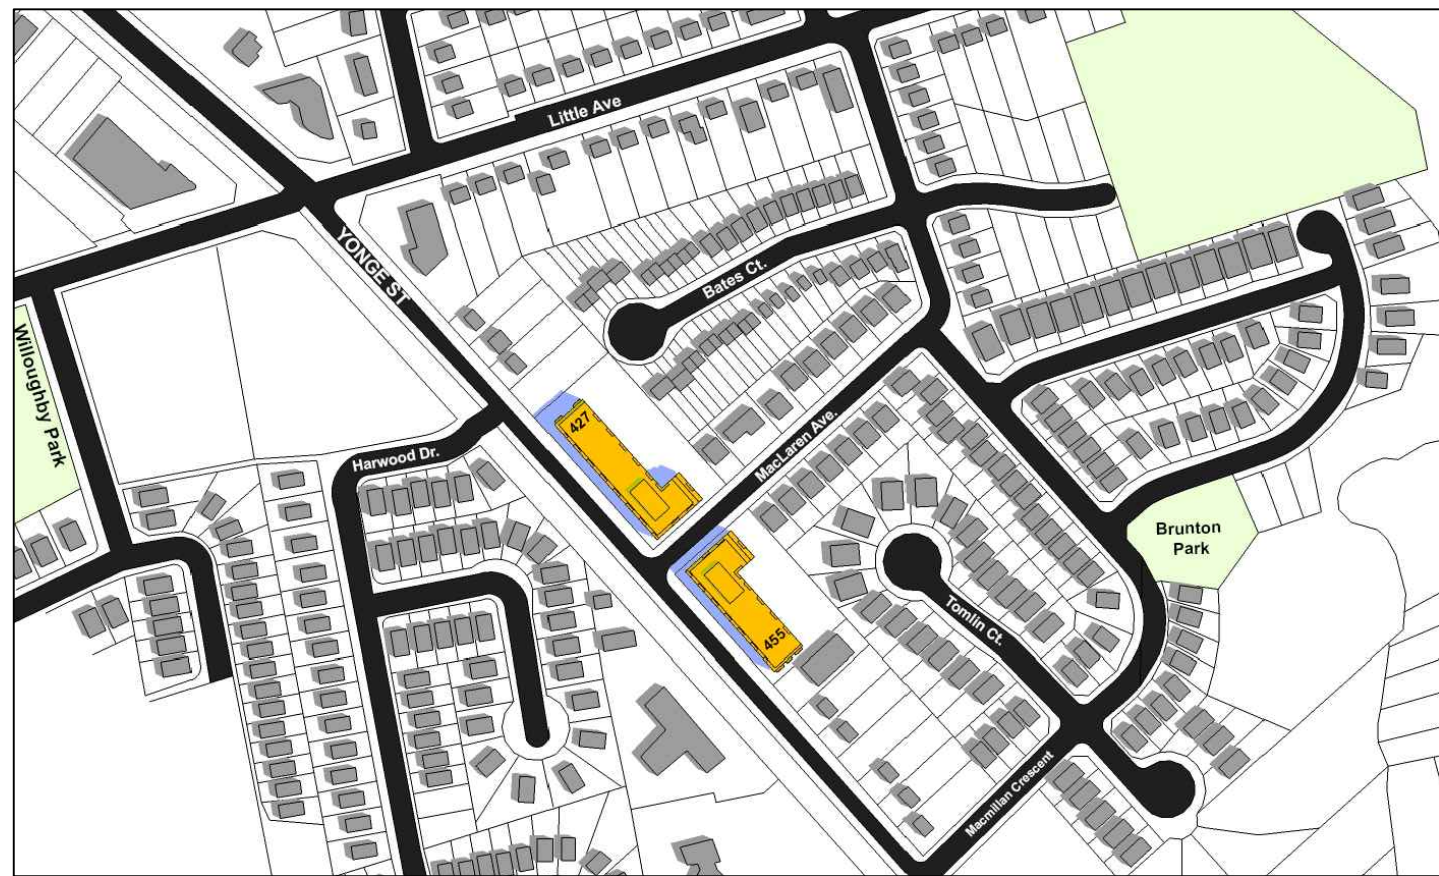 Little Ave
YONGE ST
Bates Ct.
Willoughby Park
427
MacLaren Ave.
Harwood Dr.
Brunton
Park
455
Tomlin Ct.
Macmillan Crescent